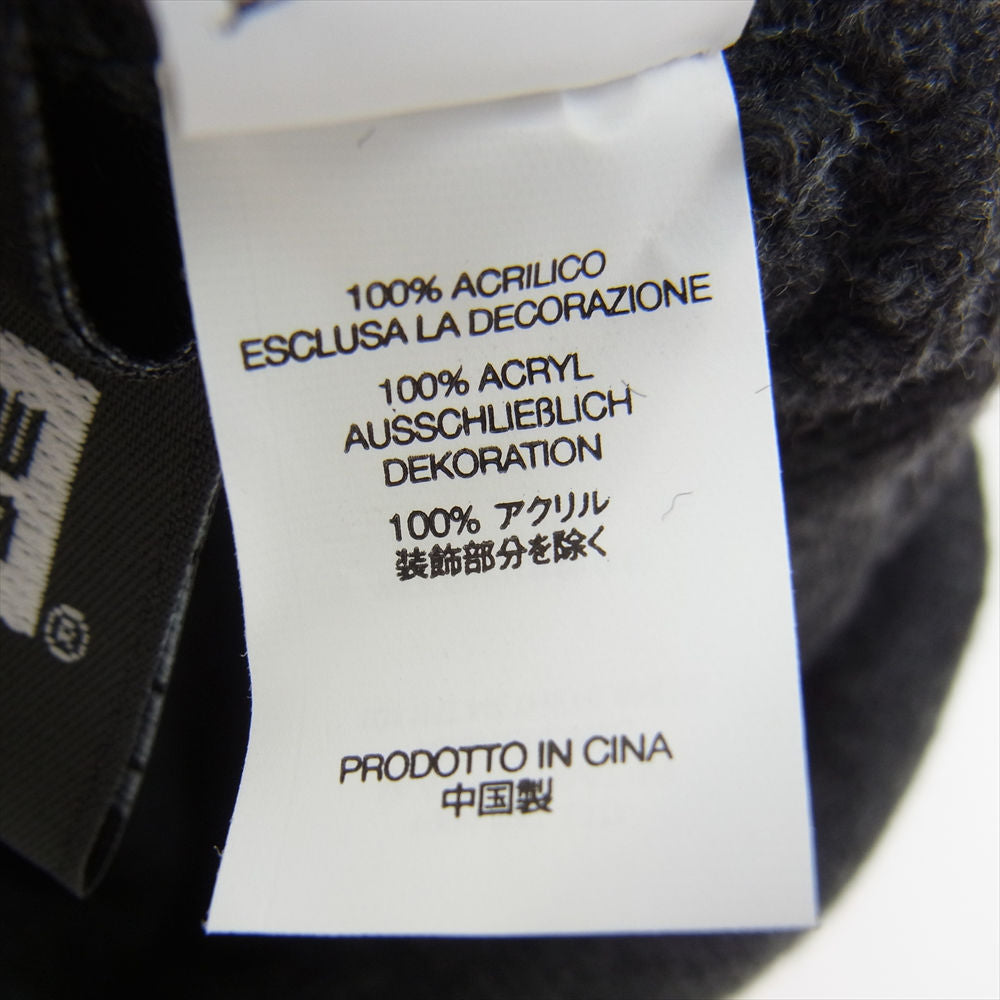 100% ACRILICO
ESCLUSA LA DECORAZIONE
100% ACRYL
AUSSCHLIEßLICH
DEKORATION
100% アクリル
装飾部分を除く
PRODOTTO IN CINA
中国製
®